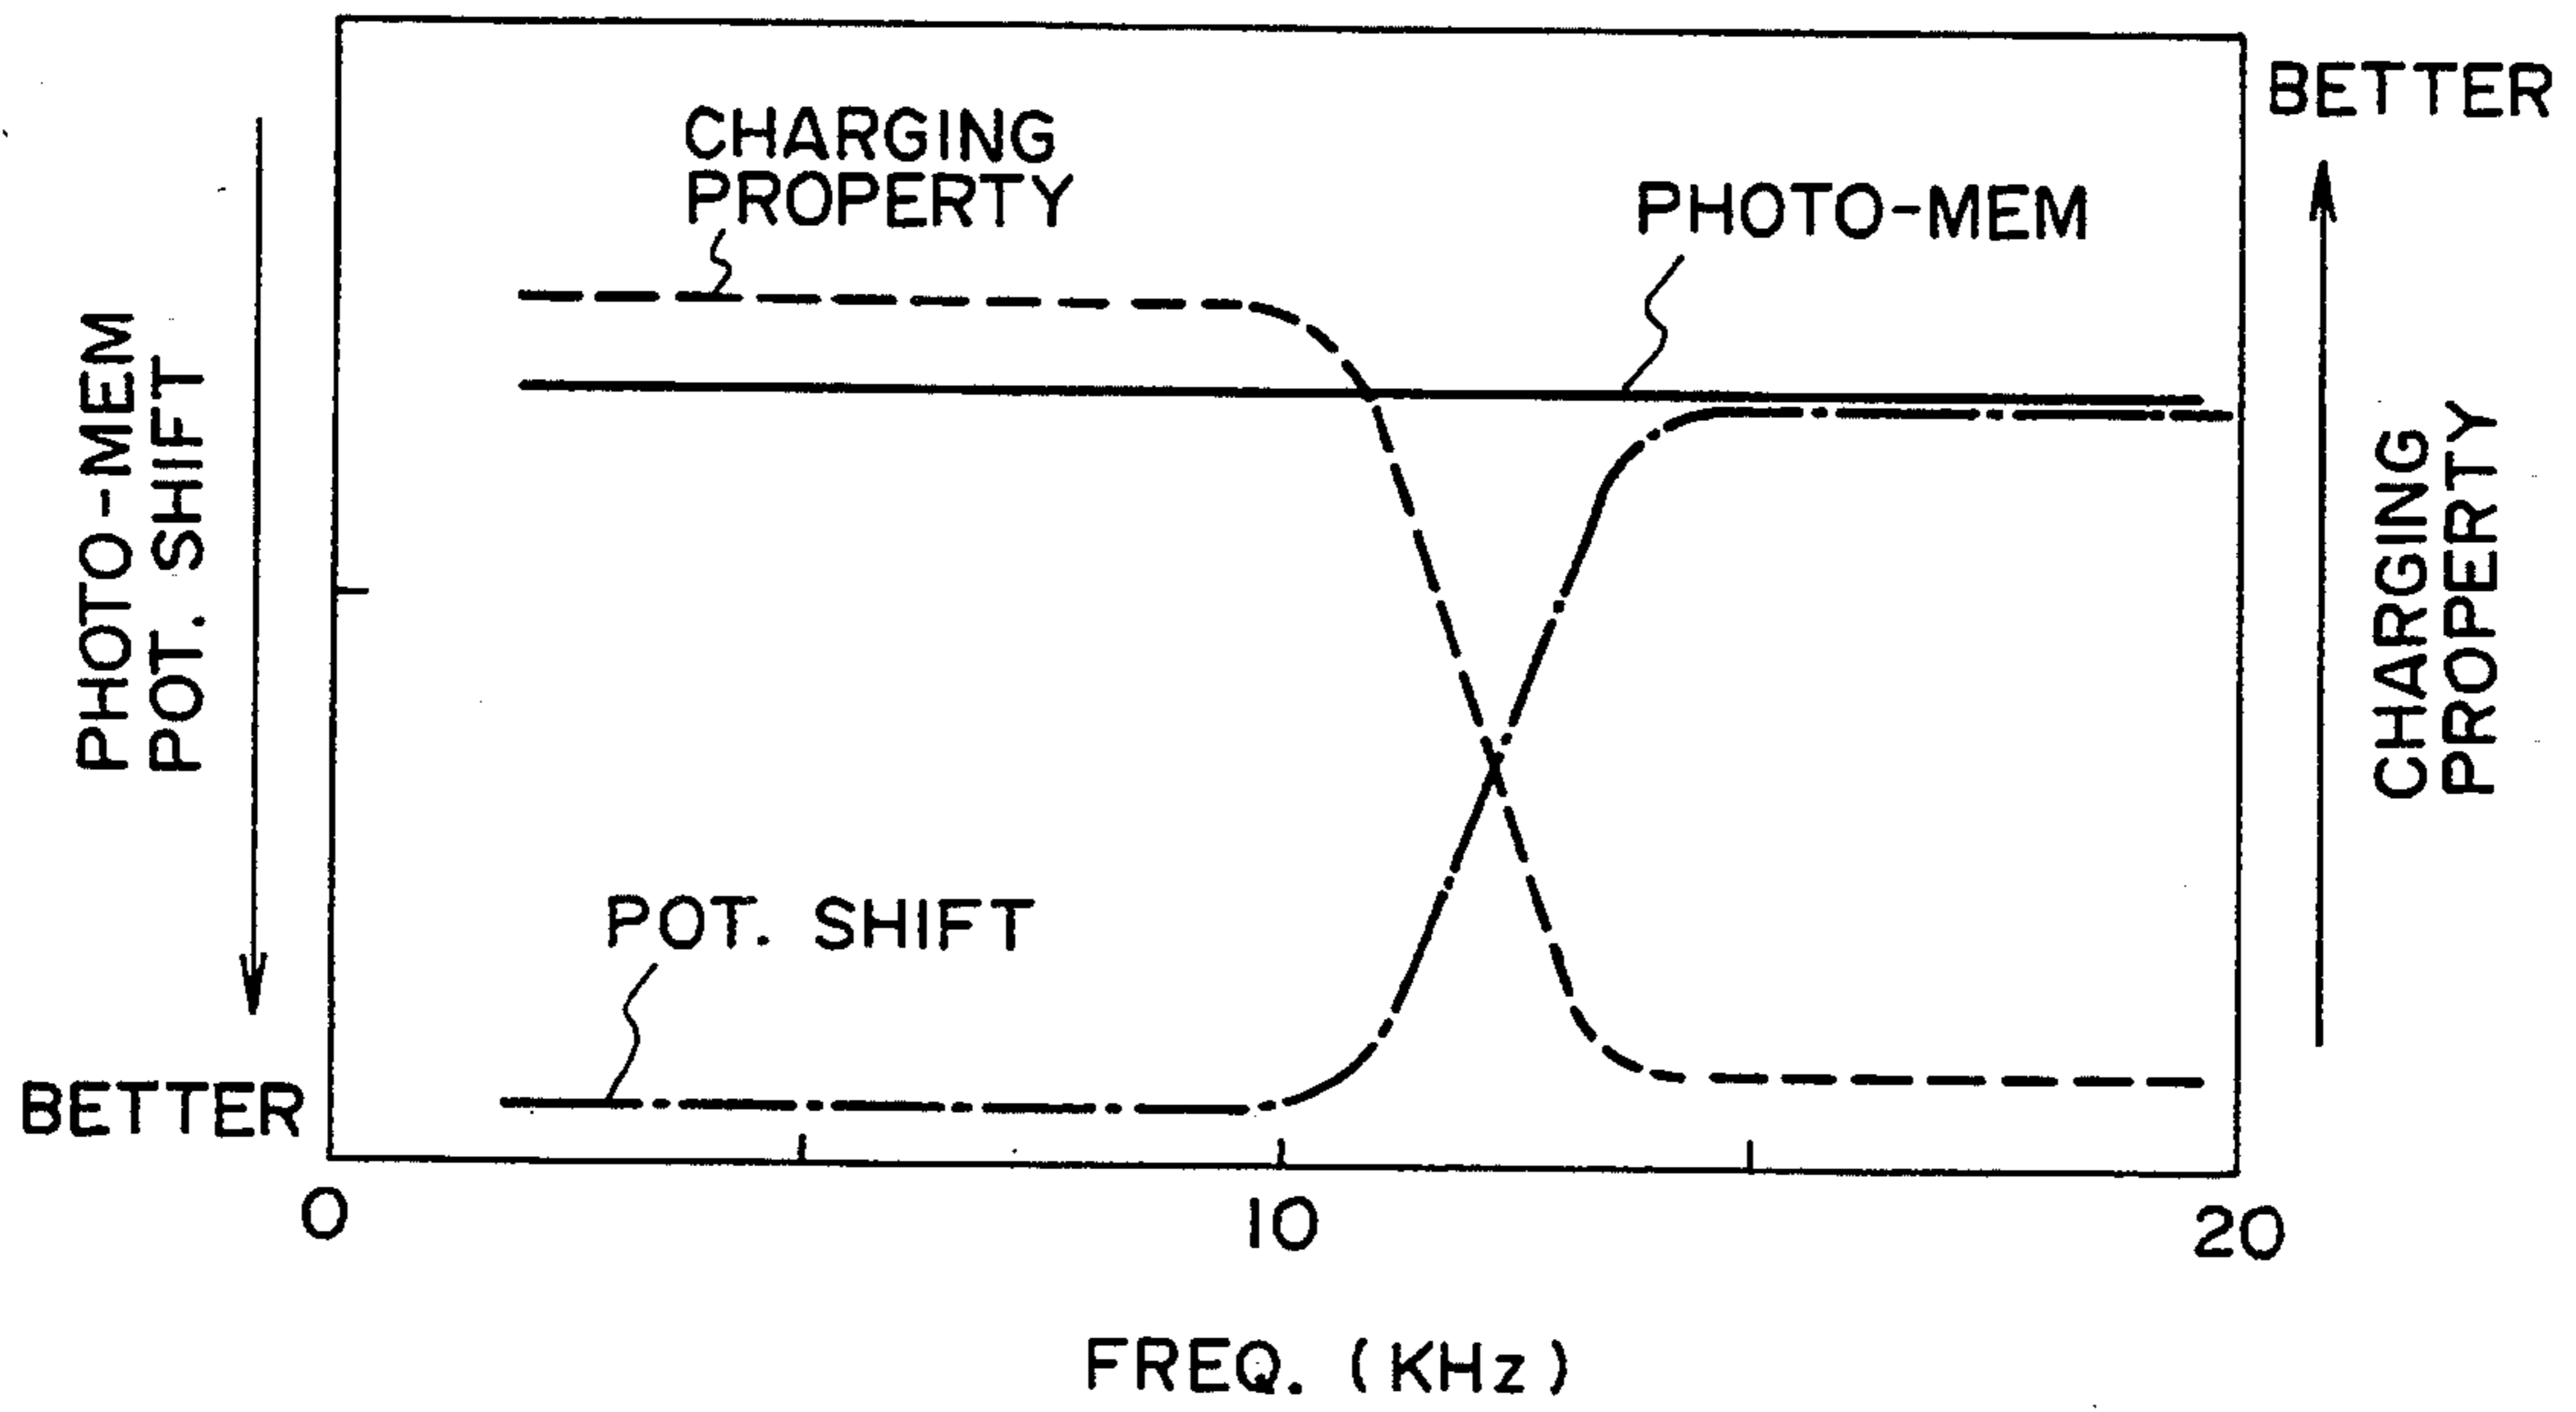 BETTER
CHARGING
PROPERTY
PHOTO-MEM
PHOTO-MEM
POT. SHIFT
CHARGING
PROPERTY
POT. SHIFT
BETTER
0
10
20
FREQ. (KHz)